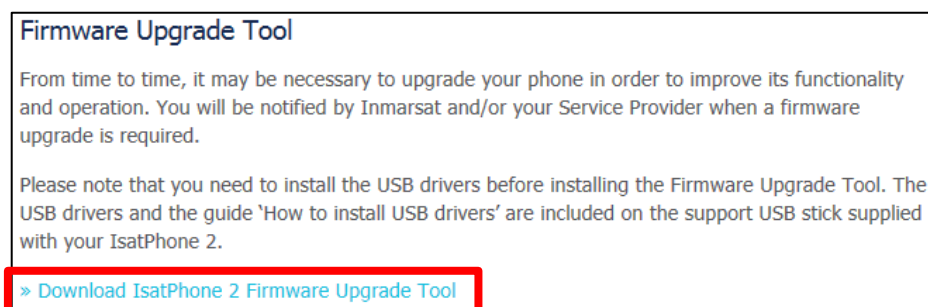 Firmware Upgrade Tool
From time to time, it may be necessary to upgrade your phone in order to improve its functionality
and operation. You will be notified by Inmarsat and/or your Service Provider when a firmware
upgrade is required.
Please note that you need to install the USB drivers before installing the Firmware Upgrade Tool. The
USB drivers and the guide ‘How to install USB drivers’ are included on the support USB stick supplied
with your IsatPhone 2.
» Download IsatPhone 2 Firmware Upgrade Tool